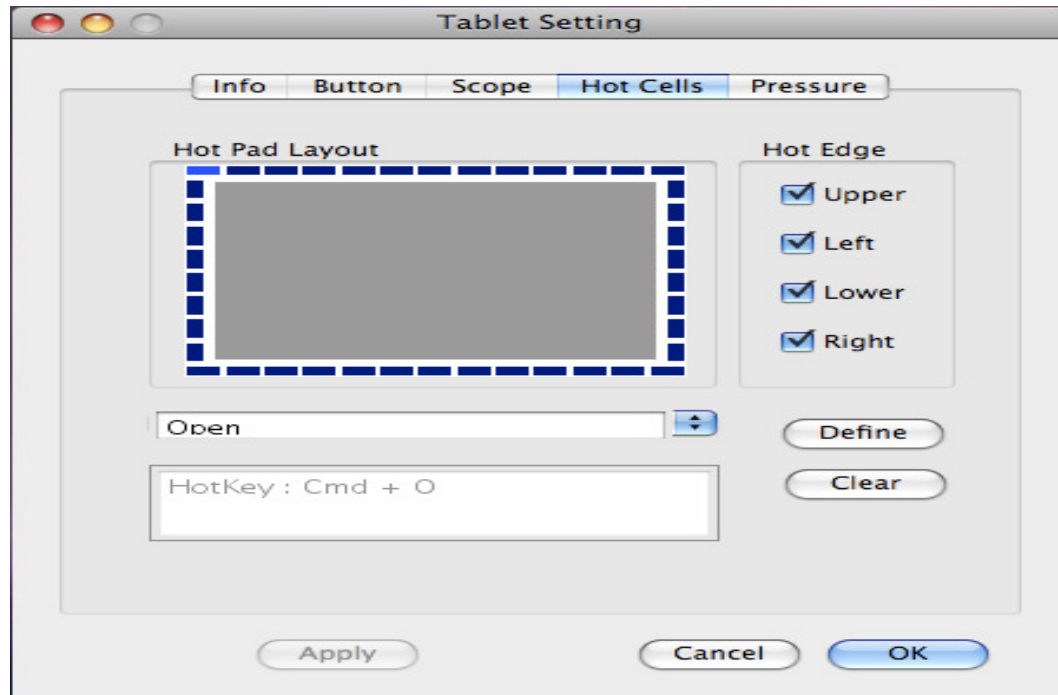 Tablet Setting
Info Button Scope Hot Cells Pressure
Hot Pad Layout
Hot Edge
Upper
Left
Lower
Right
Open
Define
HotKey : Cmd + O
Clear
Apply
Cancel
OK